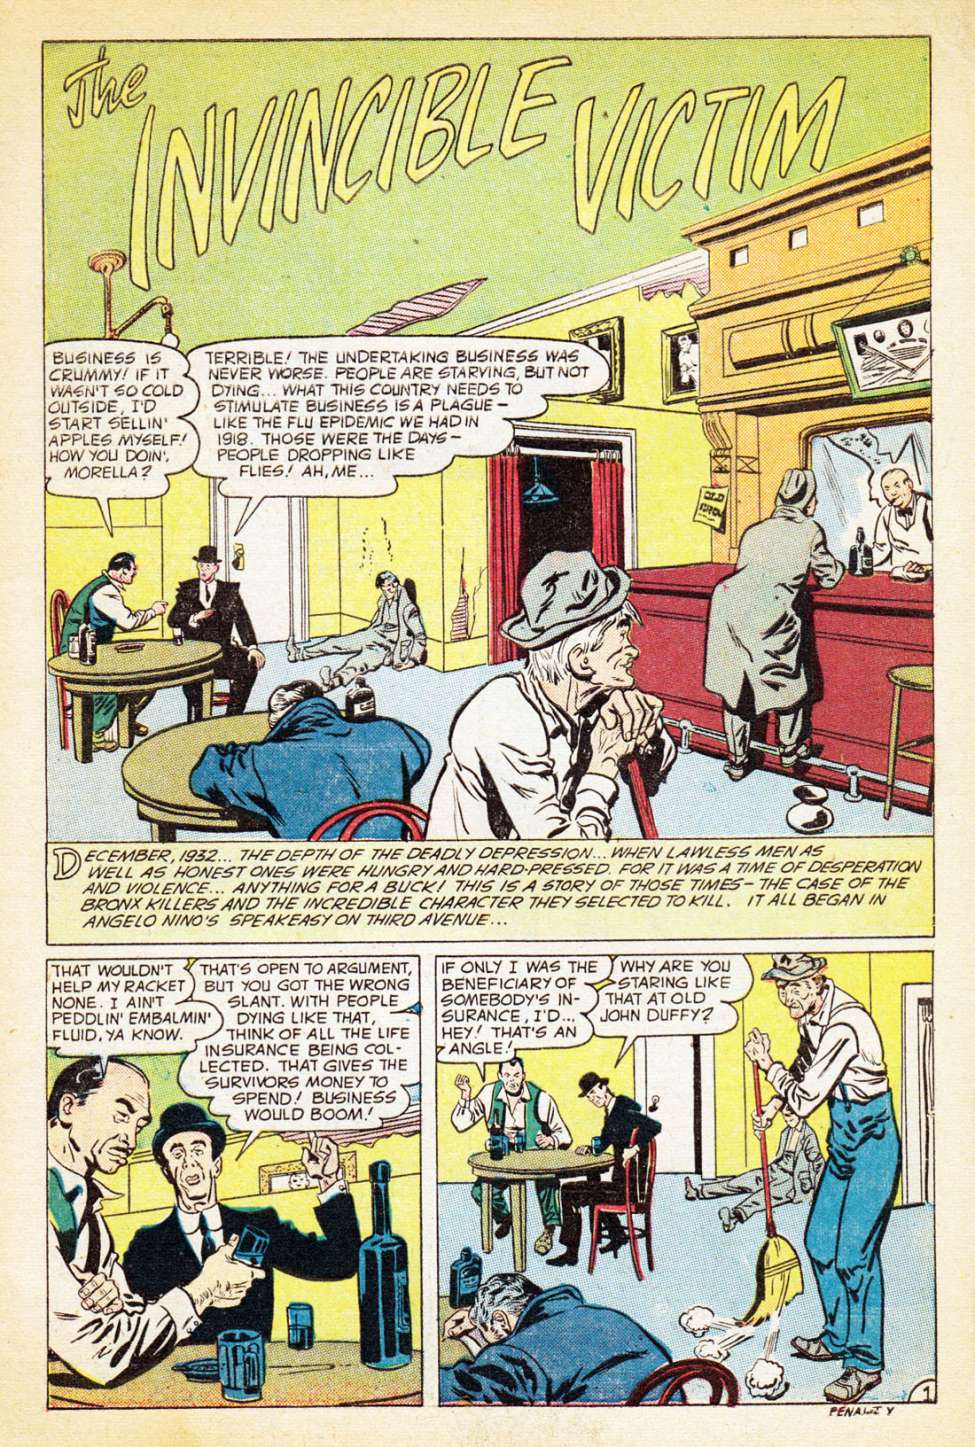 The
INVINCIBLE VICTIM
BUSINESS IS
CRUMMY! IF IT
WASN'T SO COLD
OUTSIDE, I'D
START SELLIN'
APPLES MYSELF!
HOW YOU DOIN',
MORELLA?
TERRIBLE! THE UNDERTAKING BUSINESS WAS
NEVER WORSE. PEOPLE ARE STARVING, BUT NOT
DYING... WHAT THIS COUNTRY NEEDS TO
STIMULATE BUSINESS IS A PLAGUE—
LIKE THE FLU EPIDEMIC WE HAD IN
1918. THOSE WERE THE DAYS—
PEOPLE DROPPING LIKE
FLIES! AH, ME...
OLD
DECEMBER, 1932... THE DEPTH OF THE DEADLY DEPRESSION... WHEN LAWLESS MEN AS
WELL AS HONEST ONES WERE HUNGRY AND HARD-PRESSED. FOR IT WAS A TIME OF DESPERATION
AND VIOLENCE... ANYTHING FOR A BUCK! THIS IS A STORY OF THOSE TIMES— THE CASE OF THE
BRONX KILLERS AND THE INCREDIBLE CHARACTER THEY SELECTED TO KILL. IT ALL BEGAN IN
ANGELO NINO'S SPEAKEASY ON THIRD AVENUE...
THAT WOULDN'T
HELP MY RACKET
NONE. I AIN'T
PEDDLIN' EMBALMIN'
FLUID, YA KNOW.
THAT'S OPEN TO ARGUMENT,
BUT YOU GOT THE WRONG
SLANT. WITH PEOPLE
DYING LIKE THAT,
THINK OF ALL THE LIFE
INSURANCE BEING COL-
LECTED. THAT GIVES THE
SURVIVORS MONEY TO
SPEND! BUSINESS
WOULD BOOM!
IF ONLY I WAS THE
BENEFICIARY OF
SOMEBODY'S IN-
SURANCE, I'D...
HEY! THAT'S AN
ANGLE!
WHY ARE YOU
STARING LIKE
THAT AT OLD
JOHN DUFFY?
1